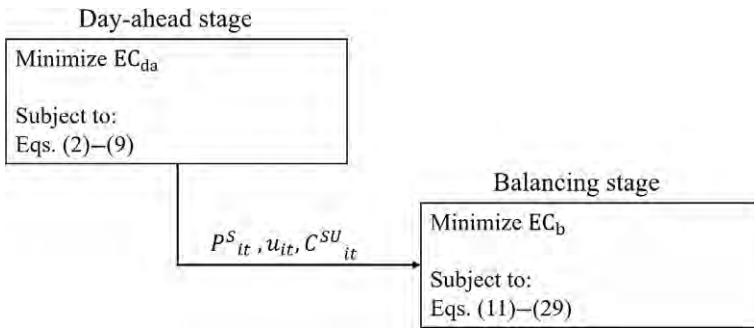 Day-ahead stage
Minimize EC_da
Subject to:
Eqs. (2)–(9)
P^S_it , u_it, C^SU_it
Balancing stage
Minimize EC_b
Subject to:
Eqs. (11)–(29)